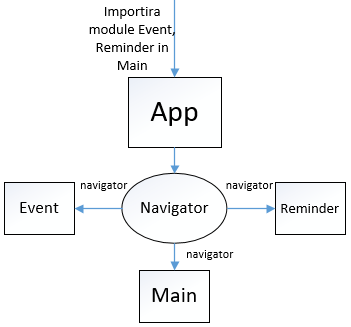 Importira
module Event,
Reminder in
Main
App
navigator
navigator
Event
Navigator
Reminder
navigator
Main